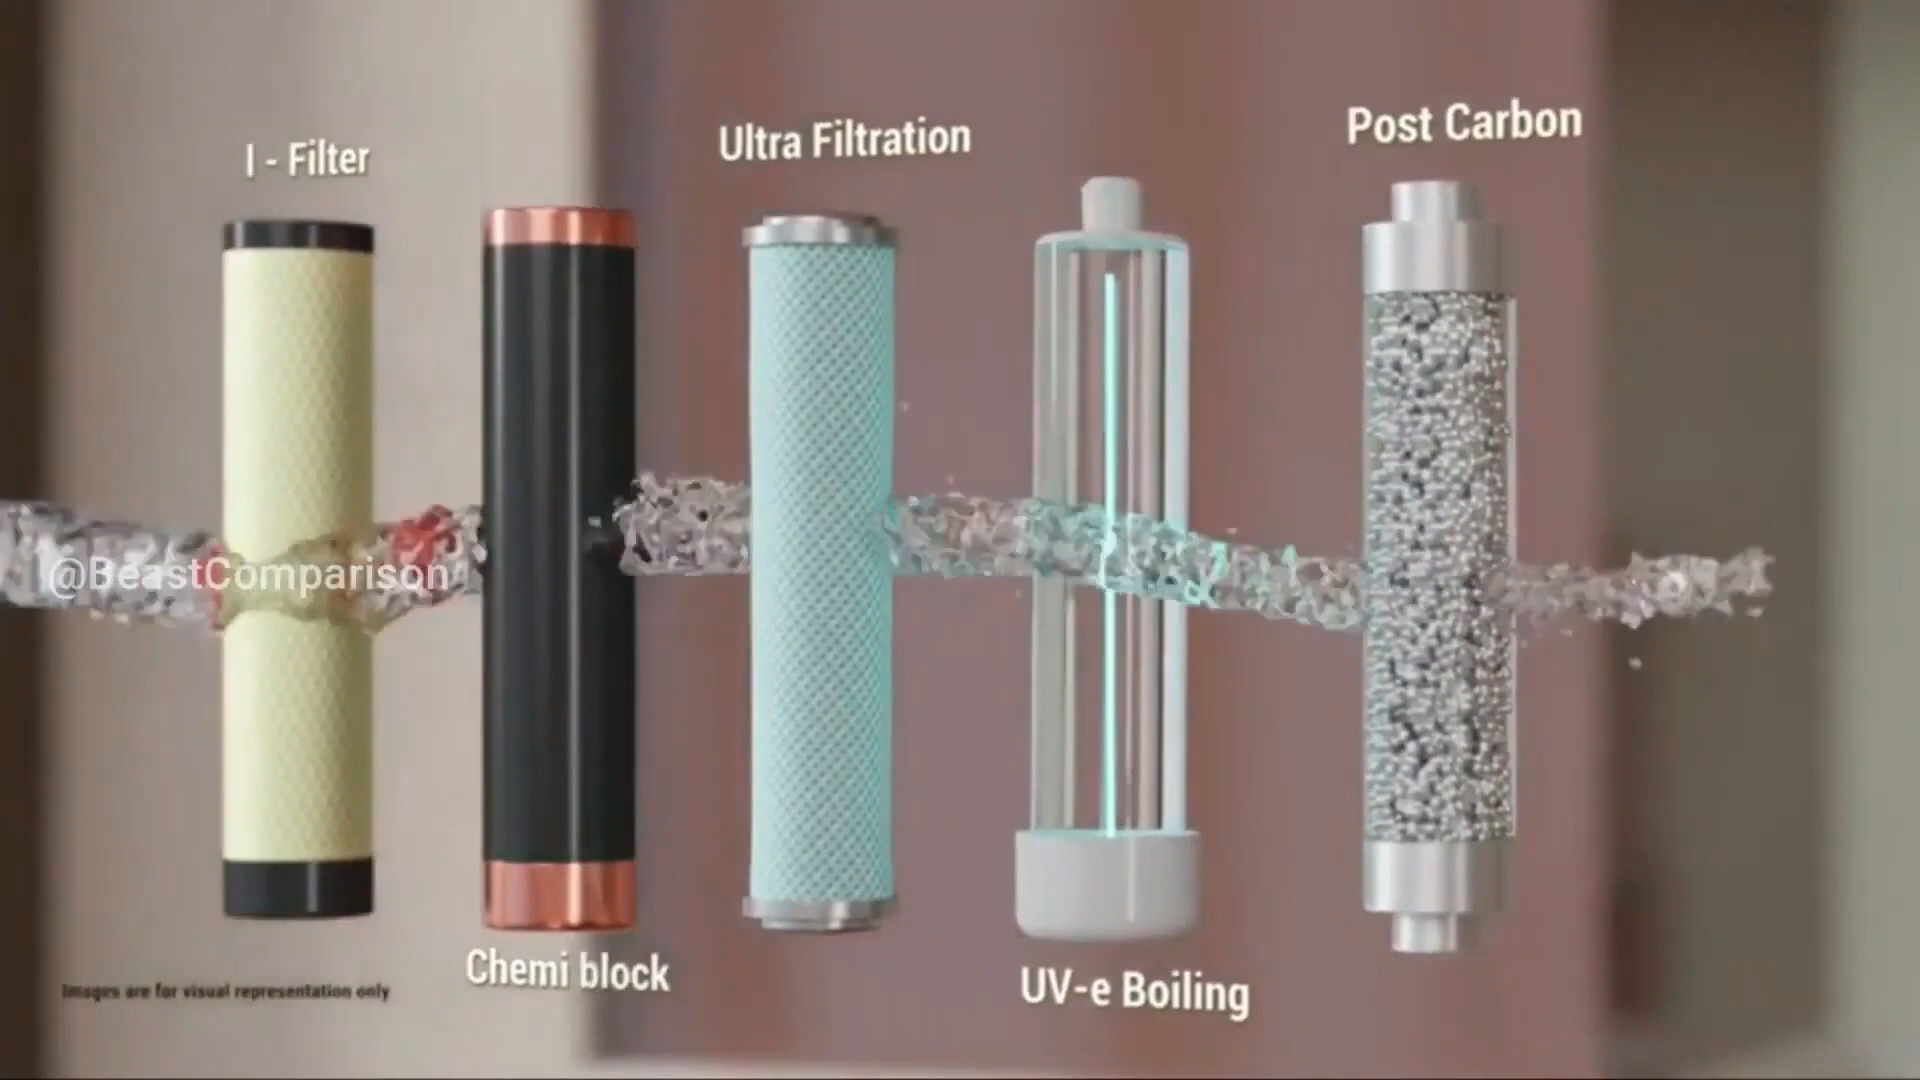 I - Filter
Ultra Filtration
Post Carbon
@BeastComparison
Chemi block
UV-e Boiling
Images are for visual representation only